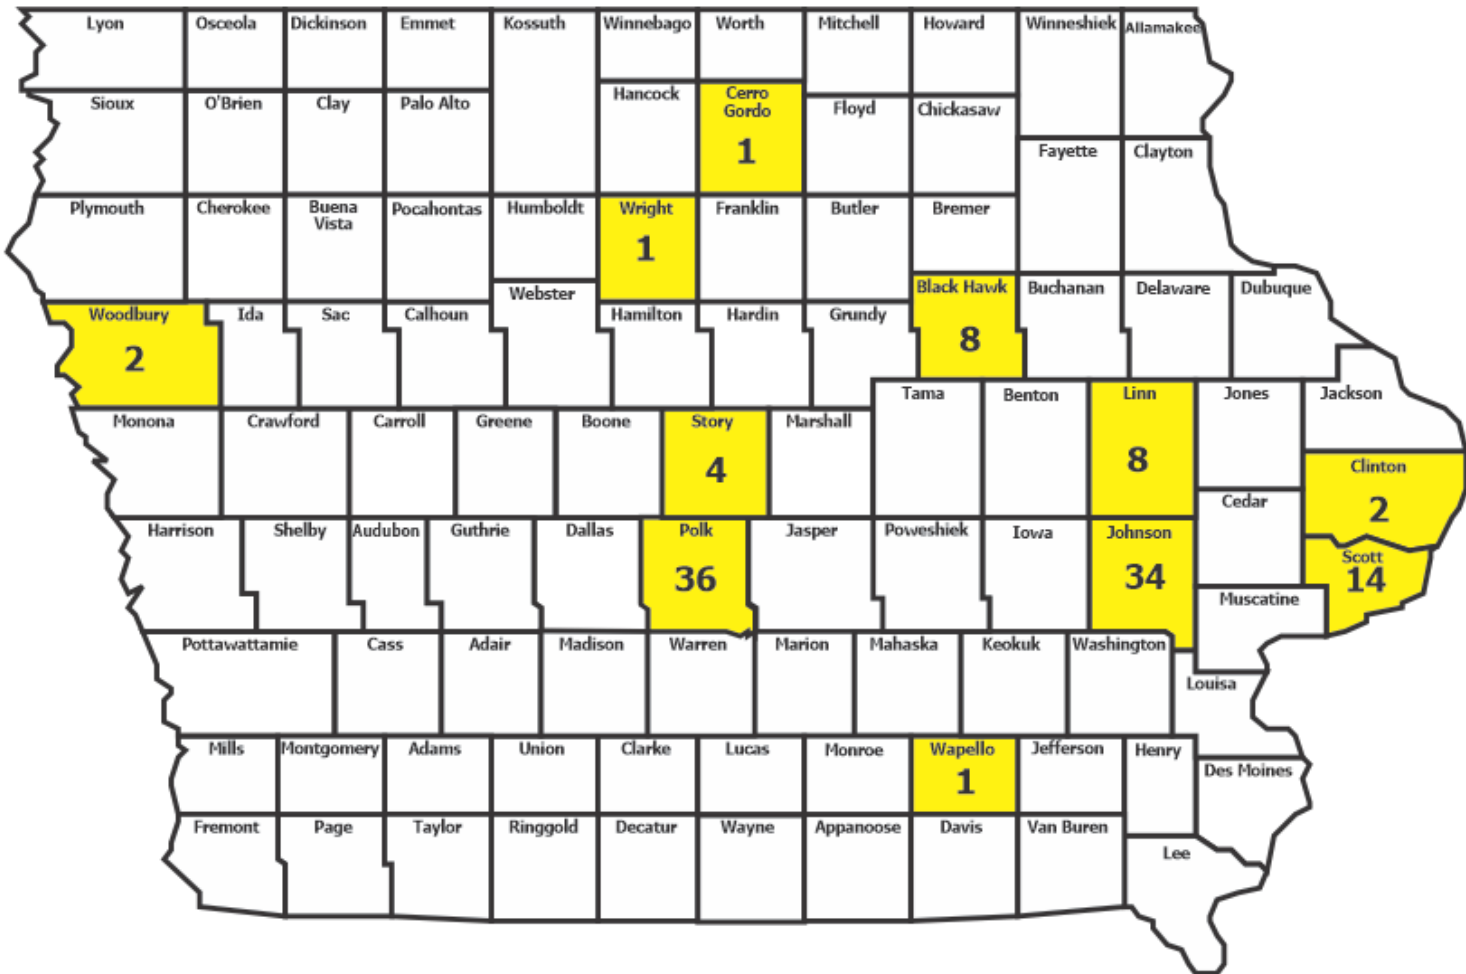 Lyon
Osceola
Dickinson
Emmet
Kossuth
Winnebago
Worth
Mitchell
Howard
Winneshiek
Allamakee
Sioux
O'Brien
Clay
Palo Alto
Hancock
Cerro
Gordo
1
Floyd
Chickasaw
Fayette
Clayton
Plymouth
Cherokee
Buena
Vista
Pocahontas
Humboldt
Wright
1
Franklin
Butler
Bremer
Woodbury
2
Ida
Sac
Calhoun
Webster
Hamilton
Hardin
Grundy
Black Hawk
8
Buchanan
Delaware
Dubuque
Monona
Crawford
Carroll
Greene
Boone
Story
4
Marshall
Tama
Benton
Linn
8
Jones
Jackson
Clinton
2
Harrison
Shelby
Audubon
Guthrie
Dallas
Polk
36
Jasper
Poweshiek
Iowa
Johnson
34
Cedar
Scott
14
Muscatine
Pottawattamie
Cass
Adair
Madison
Warren
Marion
Mahaska
Keokuk
Washington
Louisa
Mills
Montgomery
Adams
Union
Clarke
Lucas
Monroe
Wapello
1
Jefferson
Henry
Des Moines
Fremont
Page
Taylor
Ringgold
Decatur
Wayne
Appanoose
Davis
Van Buren
Lee